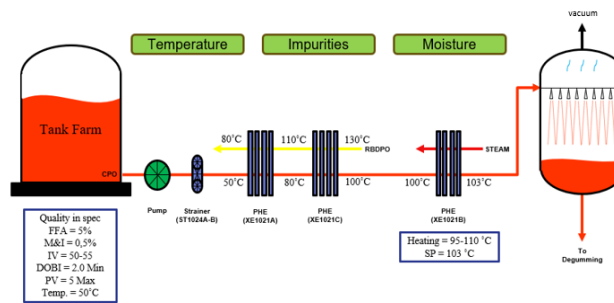 vacuum
Temperature
Impurities
Moisture
Tank Farm
CPO
80°C
110°C
130°C
RBDPO
STEAM
50°C
80°C
100°C
100°C
103°C
Pump
Strainer
(ST1024A-B)
PHE
(XE1021A)
PHE
(XE1021C)
PHE
(XE1021B)
Quality in spec
FFA = 5%
M&I = 0,5%
IV = 50-55
DOBI = 2.0 Min
PV = 5 Max
Temp. = 50°C
Heating = 95-110 °C
SP = 103 °C
To
Degumming